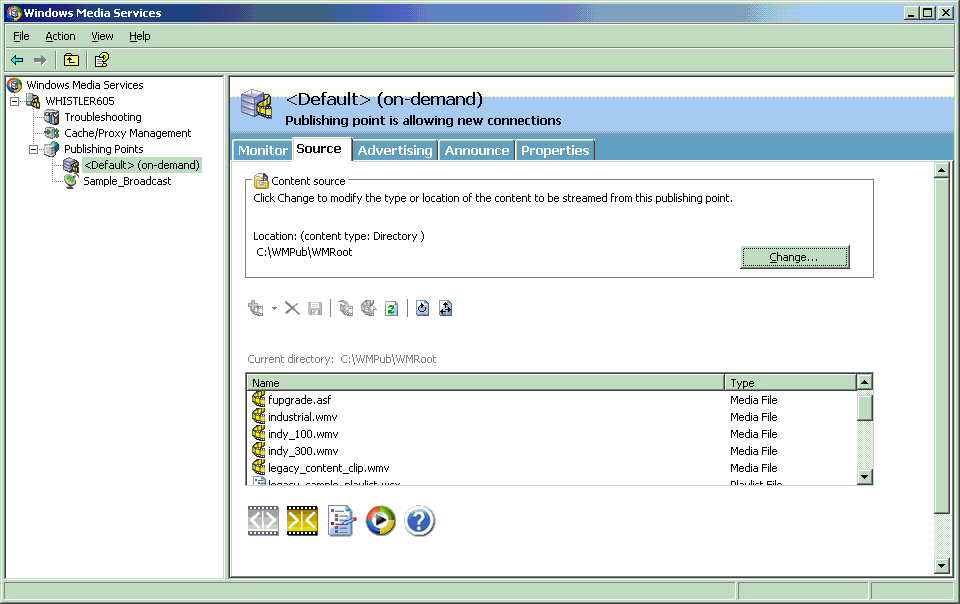 Windows Media Services
File Action View Help
Windows Media Services
WHISTLER605
Troubleshooting
Cache/Proxy Management
Publishing Points
<Default> (on-demand)
Sample_Broadcast
<Default> (on-demand)
Publishing point is allowing new connections
Monitor Source Advertising Announce Properties
Content source
Click Change to modify the type or location of the content to be streamed from this publishing point.
Location: (content type: Directory )
C:\WMPub\WMRoot
Change...
Current directory: C:\WMPub\WMRoot
Name Type
fupgrade.asf Media File
industrial.wmv Media File
indy_100.wmv Media File
indy_300.wmv Media File
legacy_content_clip.wmv Media File
legacy_sample_playlist.wsx Playlist File